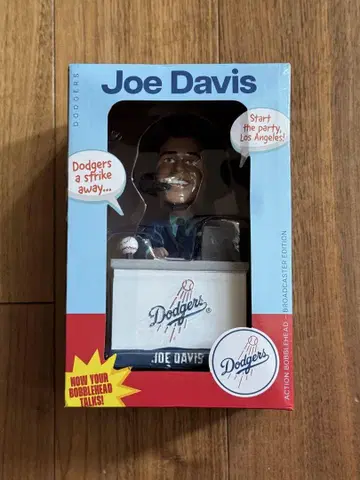 DODGERS
Joe Davis
Start
the party,
Los Angeles!
Dodgers
a strike
away...
Dodgers®
JOE DAVIS
Dodgers
NOW YOUR
BOBBLEHEAD
TALKS!
ACTION BOBBLEHEAD — BROADCASTER EDITION